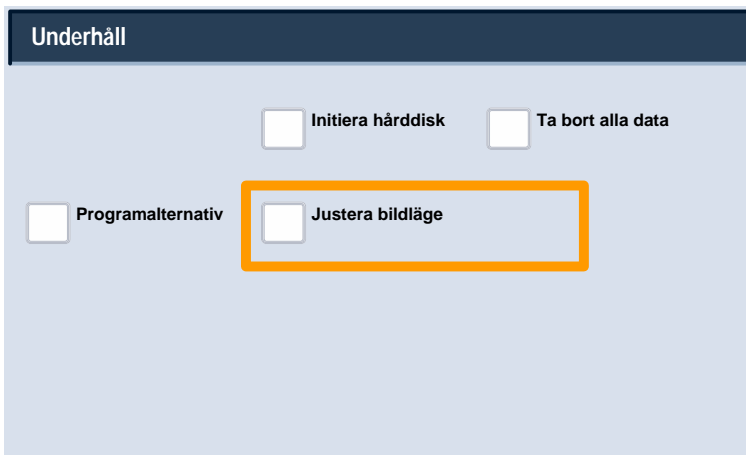 Underhåll
Initiera hårddisk
Ta bort alla data
Programalternativ
Justera bildläge